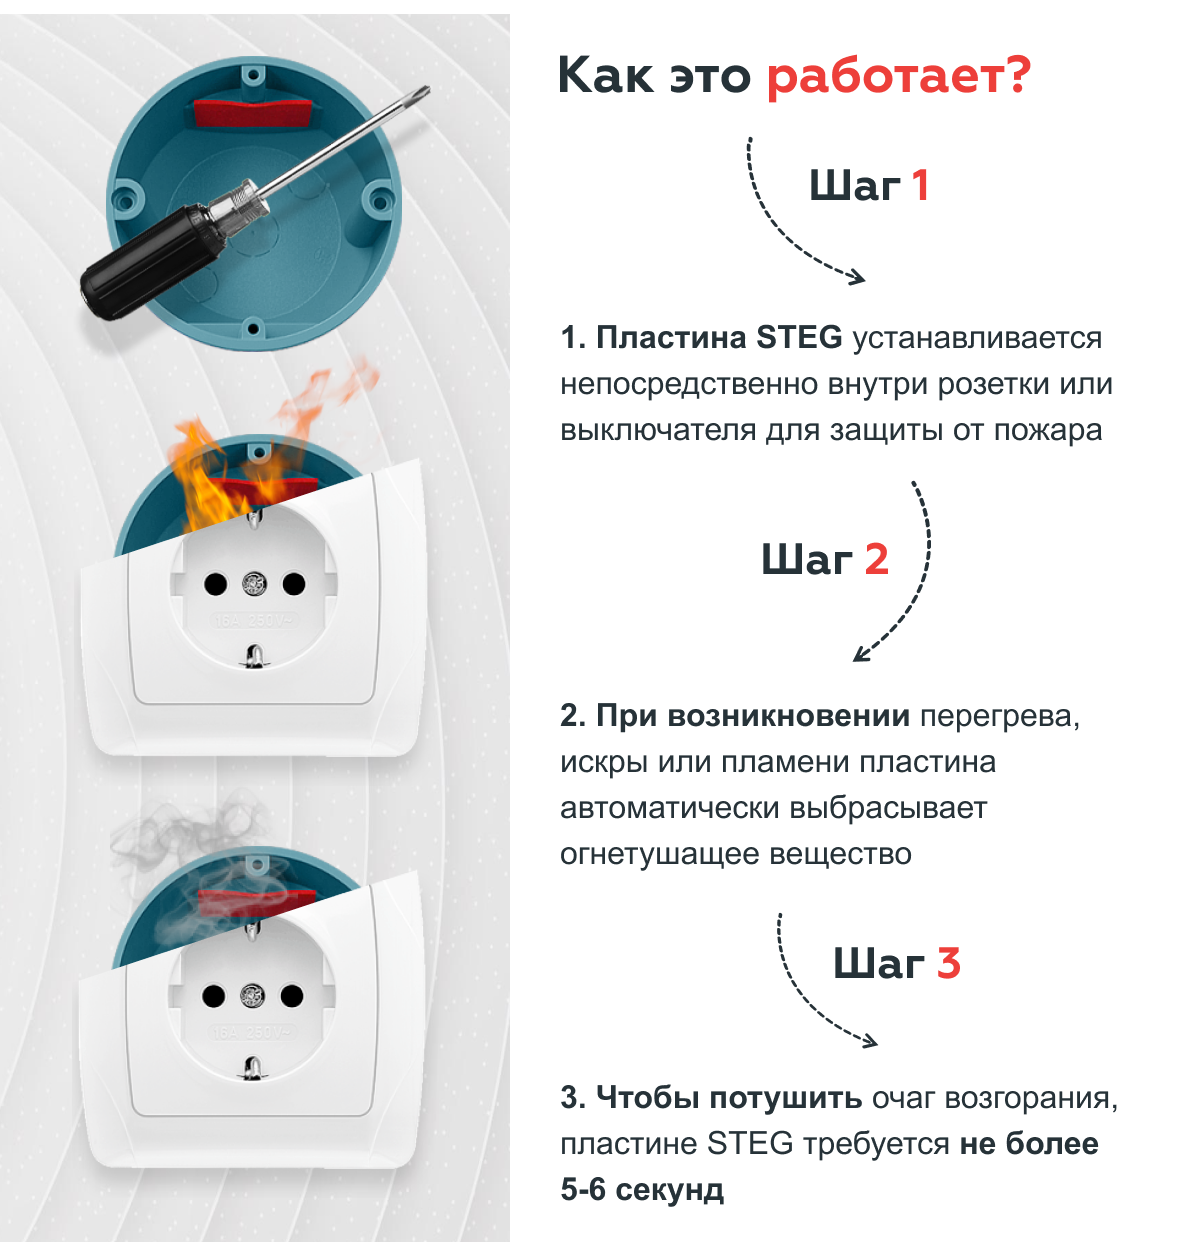 Как это работает?
Шаг 1
1. Пластина STEG устанавливается
непосредственно внутри розетки или
выключателя для защиты от пожара
Шаг 2
16A 250V~
2. При возникновении перегрева,
искры или пламени пластина
автоматически выбрасывает
огнетушащее вещество
Шаг 3
16A 250V~
3. Чтобы потушить очаг возгорания,
пластине STEG требуется не более
5-6 секунд